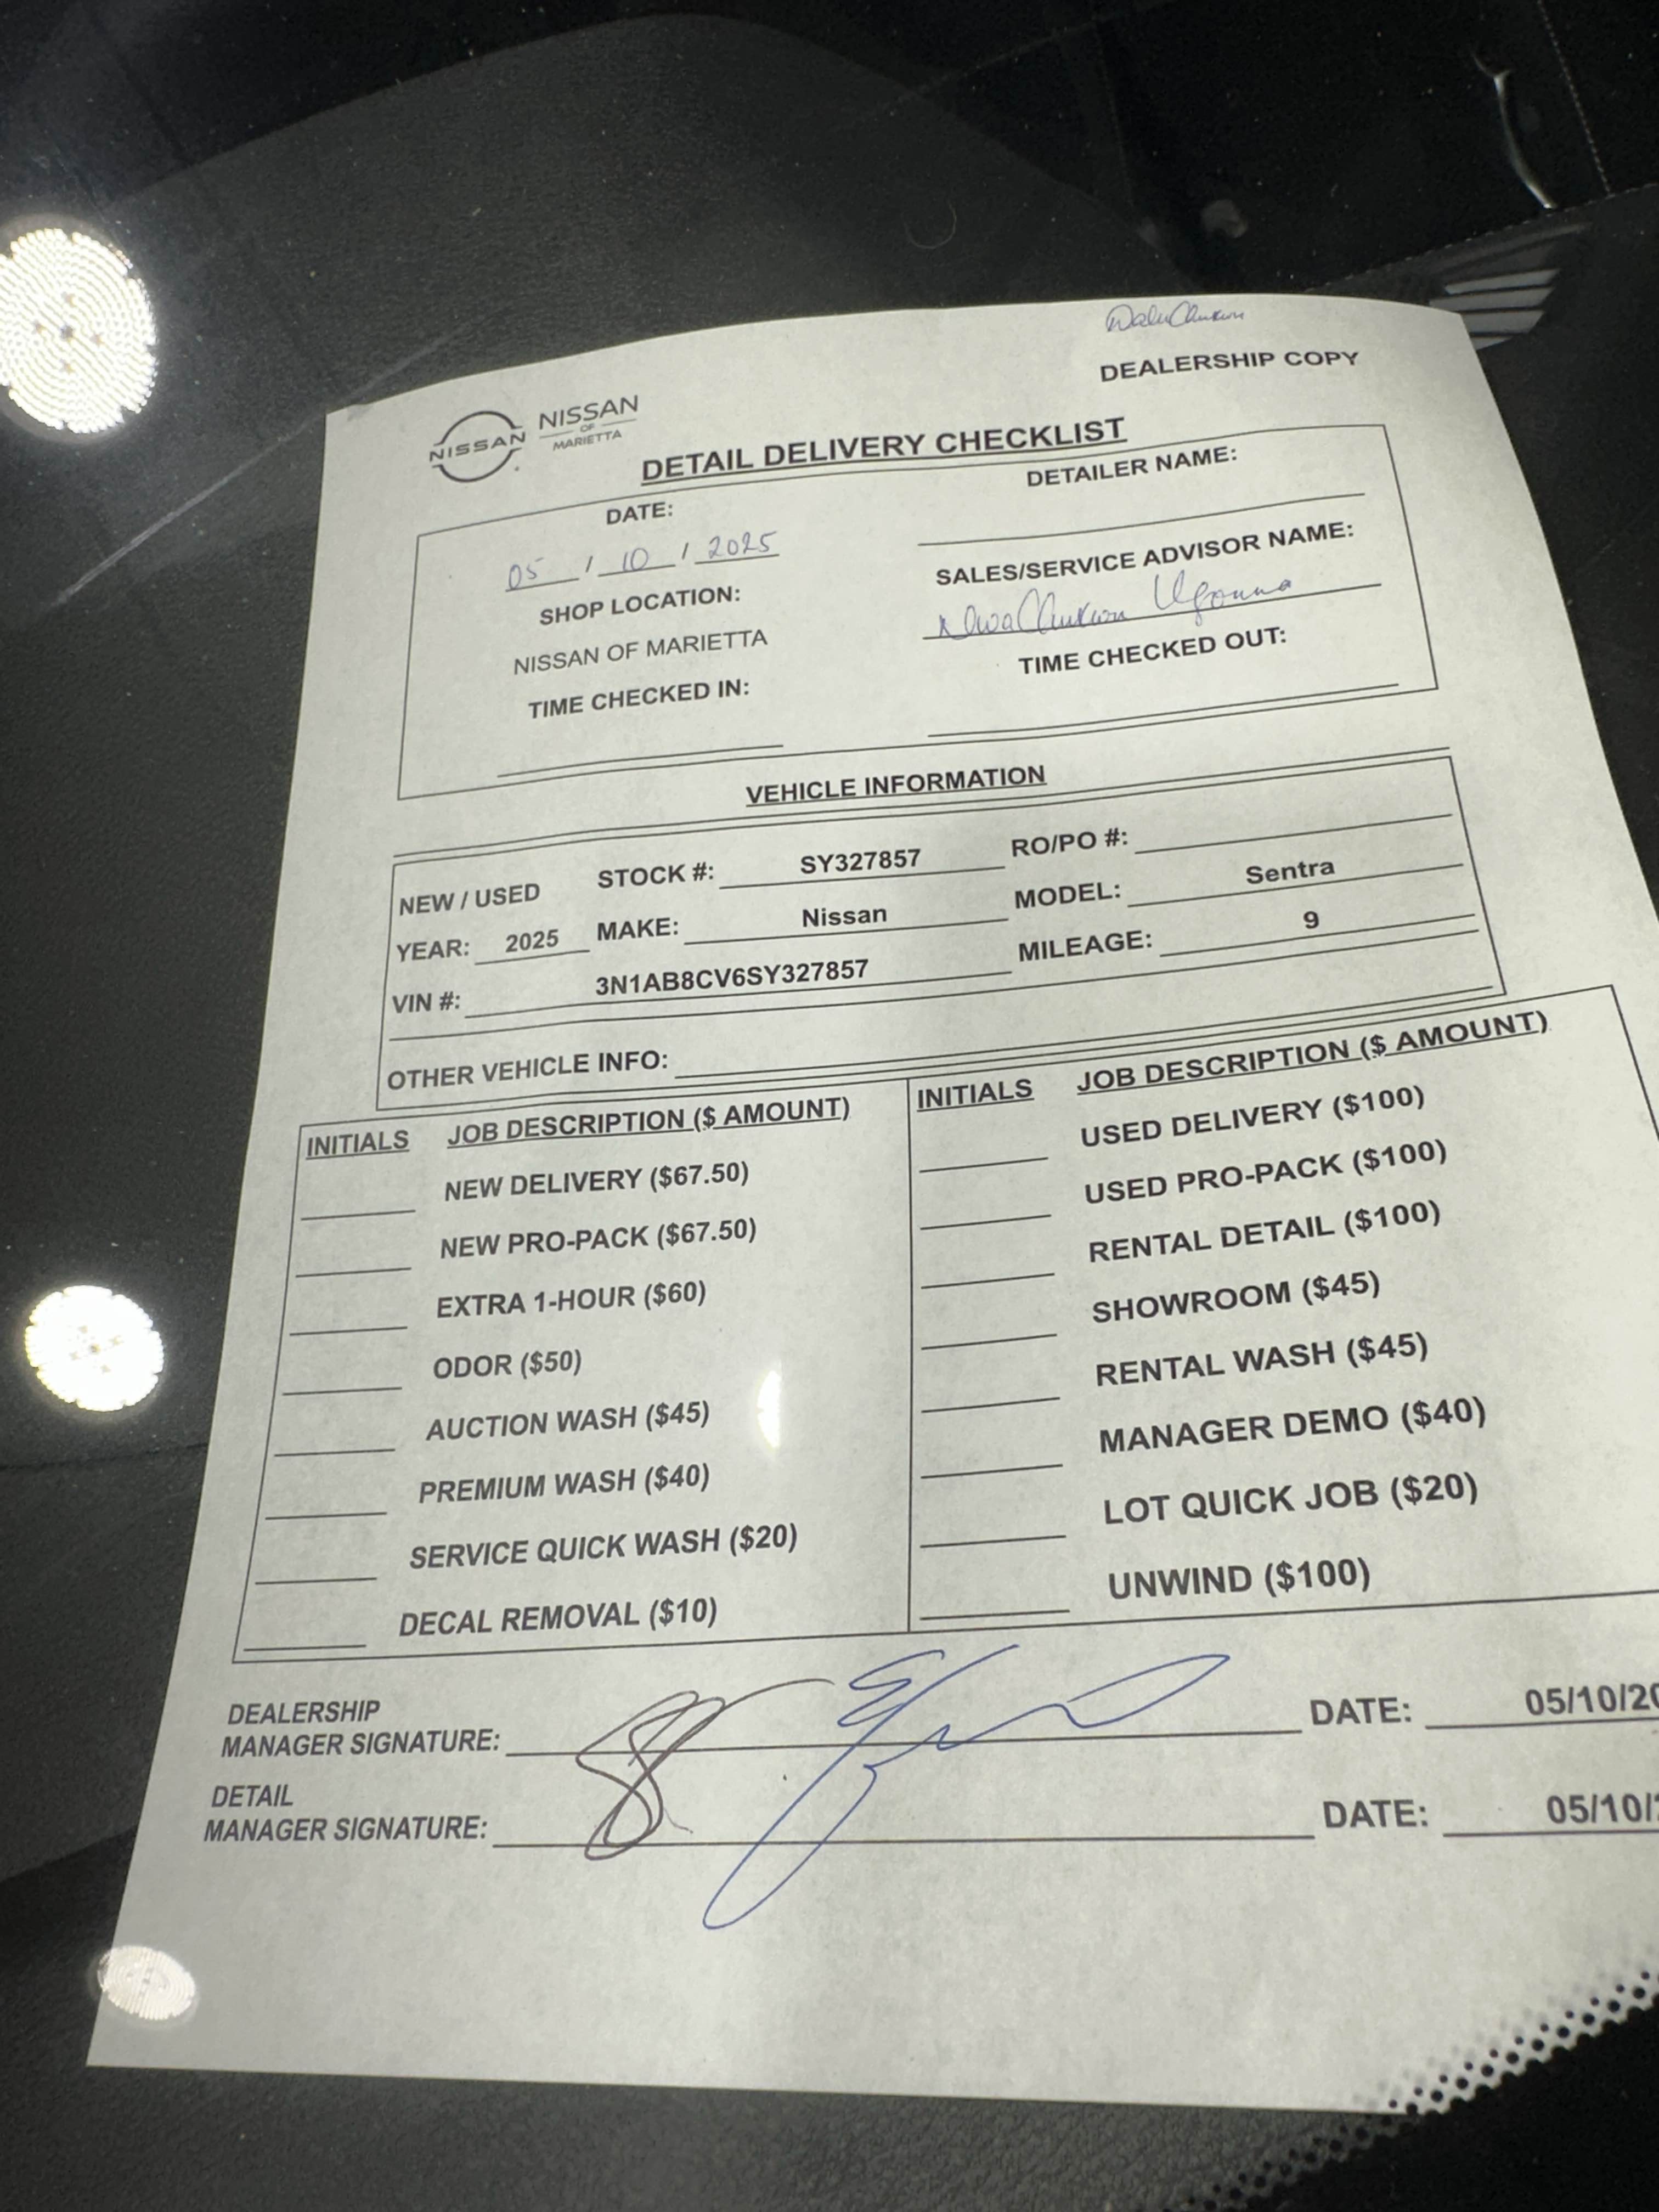 DEALERSHIP COPY
NISSAN
NISSAN
OF
MARIETTA
DETAIL DELIVERY CHECKLIST
DATE:
DETAILER NAME:
05 / 10 / 2025
SHOP LOCATION:
SALES/SERVICE ADVISOR NAME:
NISSAN OF MARIETTA
TIME CHECKED IN:
TIME CHECKED OUT:
VEHICLE INFORMATION
NEW / USED STOCK #: SY327857 RO/PO #:
YEAR: 2025 MAKE: Nissan MODEL: Sentra
VIN #: 3N1AB8CV6SY327857 MILEAGE: 9
OTHER VEHICLE INFO:
INITIALS JOB DESCRIPTION ($ AMOUNT)
NEW DELIVERY ($67.50)
NEW PRO-PACK ($67.50)
EXTRA 1-HOUR ($60)
ODOR ($50)
AUCTION WASH ($45)
PREMIUM WASH ($40)
SERVICE QUICK WASH ($20)
DECAL REMOVAL ($10)
INITIALS JOB DESCRIPTION ($ AMOUNT)
USED DELIVERY ($100)
USED PRO-PACK ($100)
RENTAL DETAIL ($100)
SHOWROOM ($45)
RENTAL WASH ($45)
MANAGER DEMO ($40)
LOT QUICK JOB ($20)
UNWIND ($100)
DEALERSHIP
MANAGER SIGNATURE: DATE: 05/10/20
DETAIL
MANAGER SIGNATURE: DATE: 05/10/